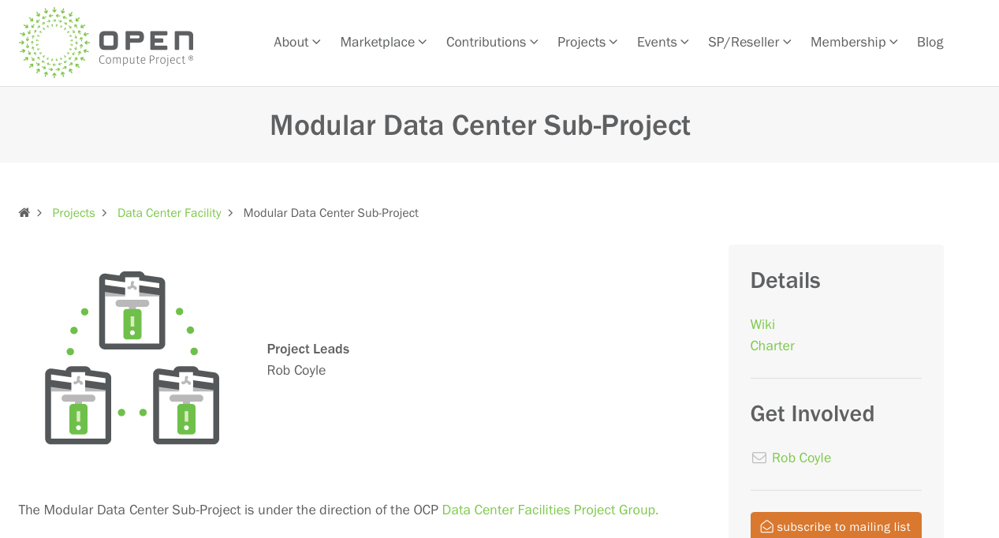 OPEN
Compute Project ®
About Marketplace Contributions Projects Events SP/Reseller Membership Blog
Modular Data Center Sub-Project
Projects Data Center Facility Modular Data Center Sub-Project
Project Leads
Rob Coyle
The Modular Data Center Sub-Project is under the direction of the OCP Data Center Facilities Project Group.
Details
Wiki
Charter
Get Involved
Rob Coyle
subscribe to mailing list